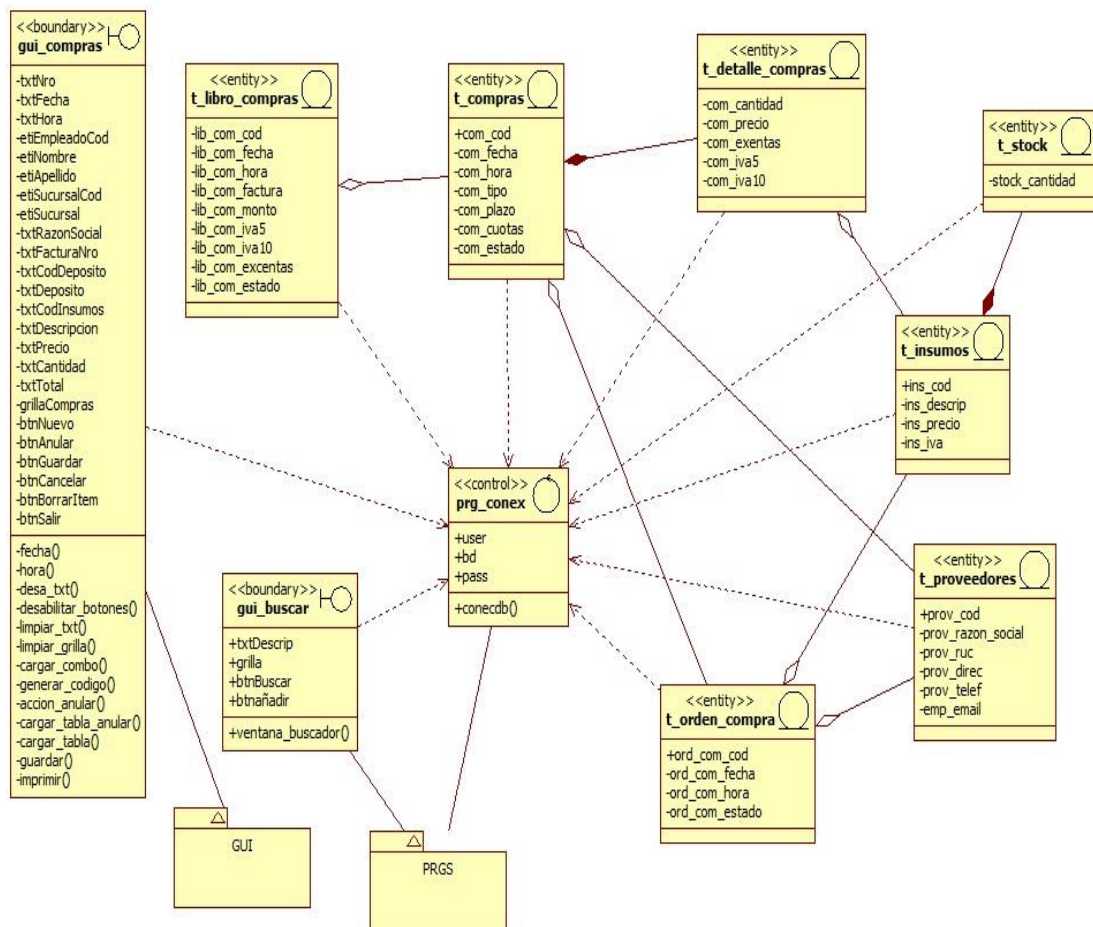 <<boundary>>
gui_compras
-txtNro
-txtFecha
-txtHora
-etiEmpleadoCod
-etiNombre
-etiApellido
-etiSucursalCod
-etiSucursal
-txtRazonSocial
-txtFacturaNro
-txtCodDeposito
-txtDeposito
-txtCodInsumos
-txtDescripcion
-txtPrecio
-txtCantidad
-txtTotal
-grillaCompras
-btnNuevo
-btnAnular
-btnGuardar
-btnCancelar
-btnBorrarItem
-btnSalir
-fecha()
-hora()
-desa_txt()
-desabilitar_botones()
-limpiar_txt()
-limpiar_grilla()
-cargar_combo()
-generar_codigo()
-accion_anular()
-cargar_tabla_anular()
-cargar_tabla()
-guardar()
-imprimir()
<<entity>>
t_libro_compras
-lib_com_cod
-lib_com_fecha
-lib_com_hora
-lib_com_factura
-lib_com_monto
-lib_com_iva5
-lib_com_iva10
-lib_com_excentas
-lib_com_estado
<<entity>>
t_compras
+com_cod
-com_fecha
-com_hora
-com_tipo
-com_plazo
-com_cuotas
-com_estado
<<entity>>
t_detalle_compras
-com_cantidad
-com_precio
-com_exentas
-com_iva5
-com_iva10
<<entity>>
t_stock
-stock_cantidad
<<entity>>
t_insumos
+ins_cod
-ins_descrip
-ins_precio
-ins_iva
<<control>>
prg_conex
+user
+bd
+pass
+conecdb()
<<boundary>>
gui_buscar
+txtDescrip
+grilla
+btnBuscar
+btnañadir
+ventana_buscador()
<<entity>>
t_proveedores
+prov_cod
-prov_razon_social
-prov_ruc
-prov_direc
-prov_telef
-emp_email
<<entity>>
t_orden_compra
+ord_com_cod
-ord_com_fecha
-ord_com_hora
-ord_com_estado
GUI
PRGS